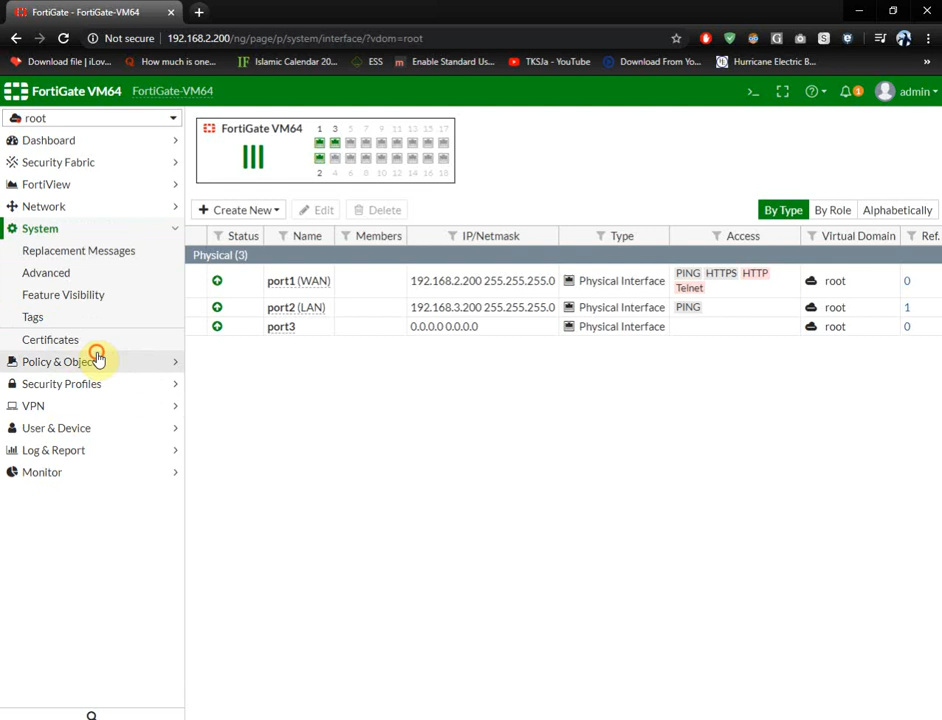 FortiGate - FortiGate-VM64
Not secure 192.168.2.200/ng/page/p/system/interface/?vdom=root
Download file | iLov...
How much is one...
Islamic Calendar 20...
ESS
Enable Standard Us...
TKSJa - YouTube
Download From Yo...
Hurricane Electric B...
»
FortiGate VM64 FortiGate-VM64
>_ 1 admin
root
Dashboard
Security Fabric
FortiView
Network
System
Replacement Messages
Advanced
Feature Visibility
Tags
Certificates
Policy & Objec
Security Profiles
VPN
User & Device
Log & Report
Monitor
FortiGate VM64 1 3 5 7 9 11 13 15 17
2 4 6 8 10 12 14 16 18
+ Create New Edit Delete By Type By Role Alphabetically
Status Name Members IP/Netmask Type Access Virtual Domain Ref.
Physical (3)
port1 (WAN) 192.168.2.200 255.255.255.0 Physical Interface PING HTTPS HTTP Telnet root 0
port2 (LAN) 192.168.3.200 255.255.255.0 Physical Interface PING root 1
port3 0.0.0.0 0.0.0.0 Physical Interface root 0